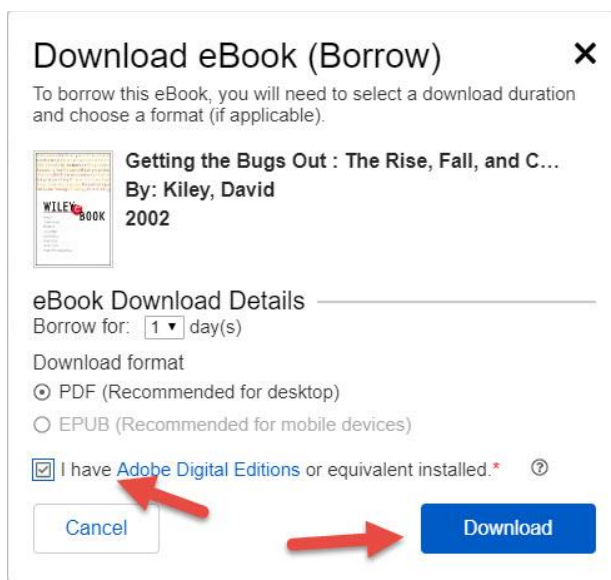 Download eBook (Borrow)
To borrow this eBook, you will need to select a download duration
and choose a format (if applicable).
Getting the Bugs Out : The Rise, Fall, and C...
By: Kiley, David
2002
WILEY e BOOK
eBook Download Details
Borrow for: 1 day(s)
Download format
PDF (Recommended for desktop)
EPUB (Recommended for mobile devices)
I have Adobe Digital Editions or equivalent installed.* ?
Cancel Download